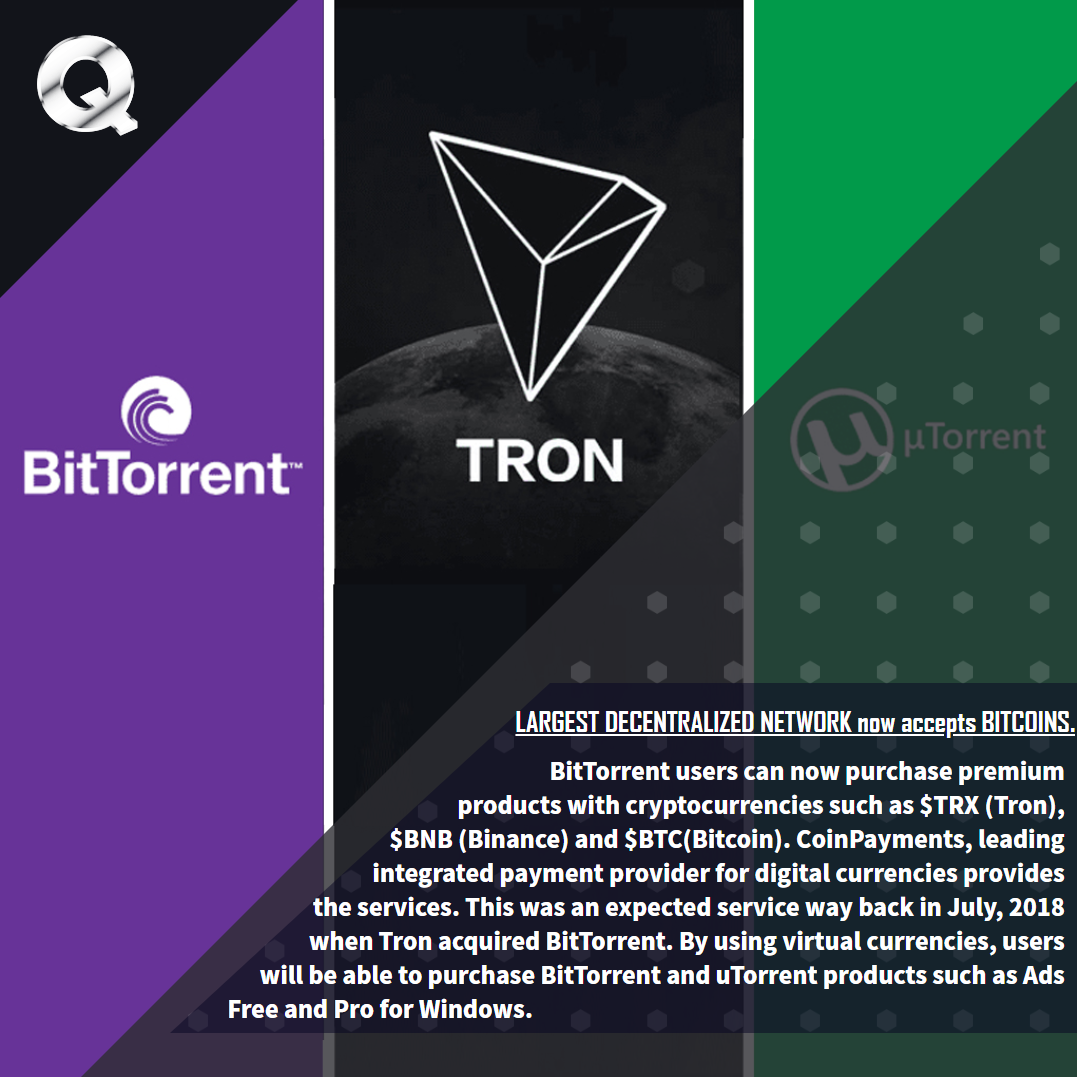 Q
BitTorrent™
TRON
µ µTorrent
LARGEST DECENTRALIZED NETWORK now accepts BITCOINS.
BitTorrent users can now purchase premium
products with cryptocurrencies such as $TRX (Tron),
$BNB (Binance) and $BTC(Bitcoin). CoinPayments, leading
integrated payment provider for digital currencies provides
the services. This was an expected service way back in July, 2018
when Tron acquired BitTorrent. By using virtual currencies, users
will be able to purchase BitTorrent and uTorrent products such as Ads
Free and Pro for Windows.